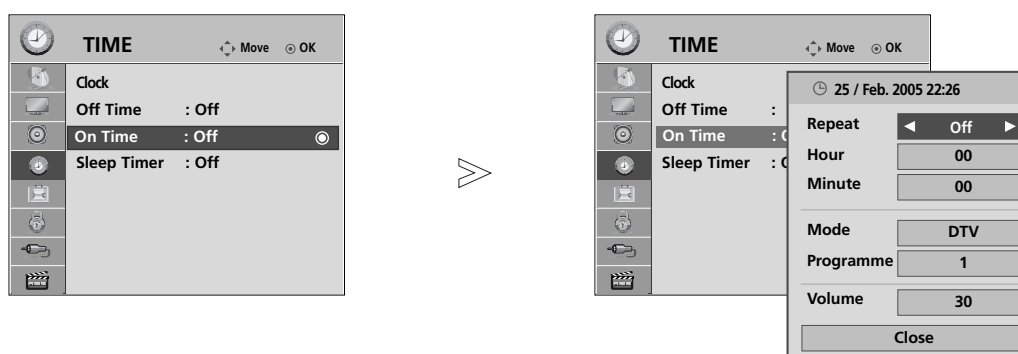 TIME Move OK
Clock
Off Time : Off
On Time : Off
Sleep Timer : Off
TIME Move OK
Clock
Off Time :
On Time :
Sleep Timer :
25 / Feb. 2005 22:26
Repeat Off
Hour 00
Minute 00
Mode DTV
Programme 1
Volume 30
Close